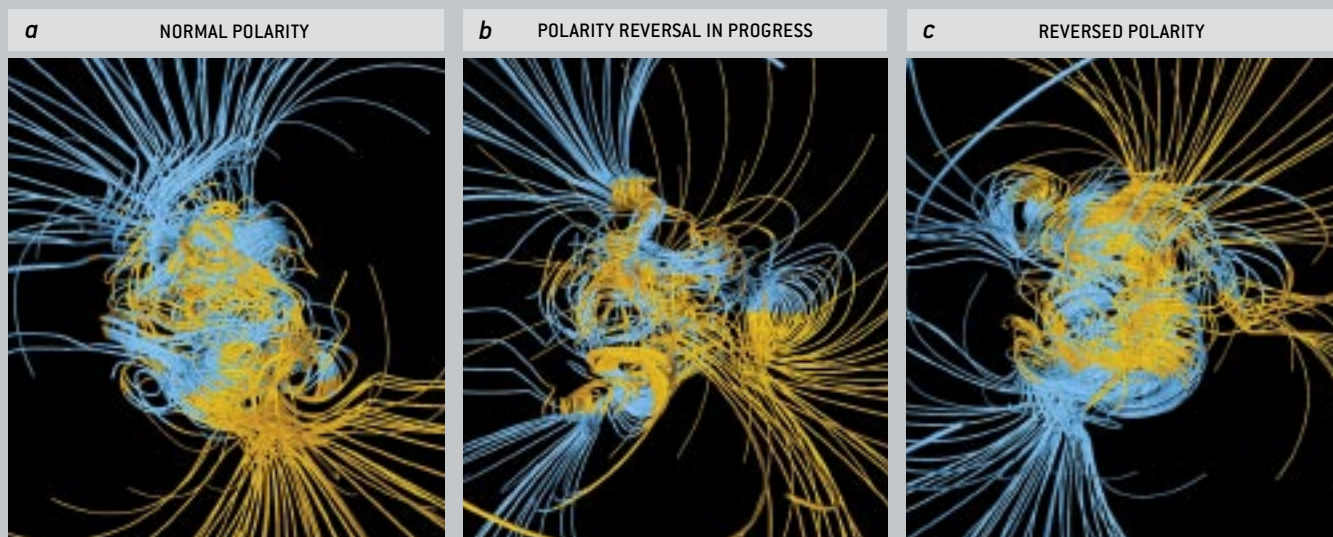 a NORMAL POLARITY
b POLARITY REVERSAL IN PROGRESS
c REVERSED POLARITY